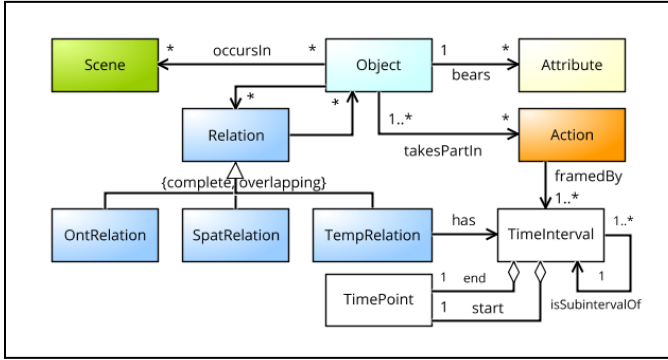 * occursIn * 1 *
Scene Object Attribute
bears
* * 1..* *
Relation Action
takesPartIn
{complete, overlapping} framedBy
1..* 1..*
OntRelation SpatRelation TempRelation has TimeInterval
1 end 1
TimePoint isSubintervalOf
1 start